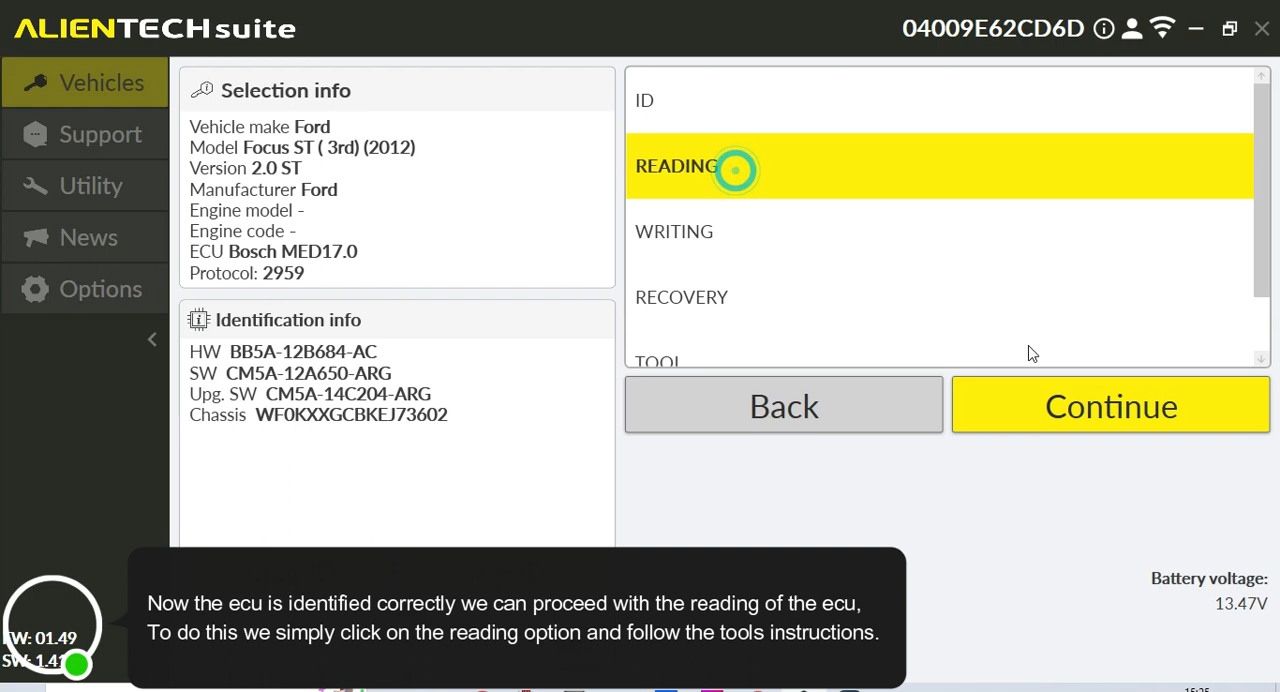 ALIENTECH suite
04009E62CD6D
Vehicles
Support
Utility
News
Options
Selection info
Vehicle make Ford
Model Focus ST ( 3rd) (2012)
Version 2.0 ST
Manufacturer Ford
Engine model -
Engine code -
ECU Bosch MED17.0
Protocol: 2959
Identification info
HW BB5A-12B684-AC
SW CM5A-12A650-ARG
Upg. SW CM5A-14C204-ARG
Chassis WF0KXXGCBKEJ73602
ID
READING
WRITING
RECOVERY
TOOL
Back
Continue
Battery voltage:
13.47V
Now the ecu is identified correctly we can proceed with the reading of the ecu,
To do this we simply click on the reading option and follow the tools instructions.
FW: 01.49